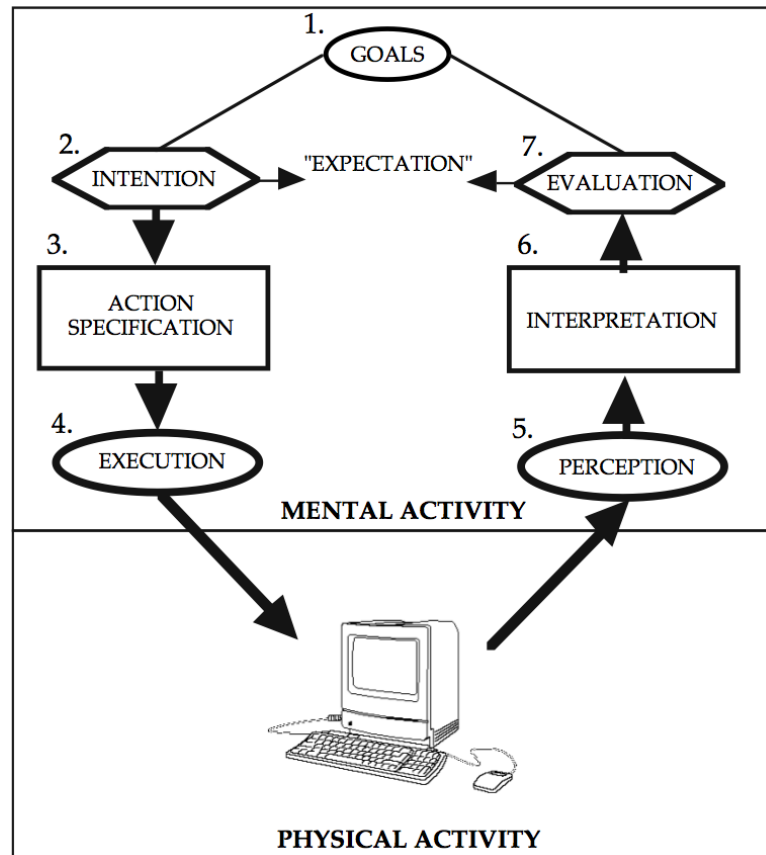 1.
GOALS
2.
INTENTION
"EXPECTATION"
7.
EVALUATION
3.
ACTION
SPECIFICATION
6.
INTERPRETATION
4.
EXECUTION
5.
PERCEPTION
MENTAL ACTIVITY
PHYSICAL ACTIVITY